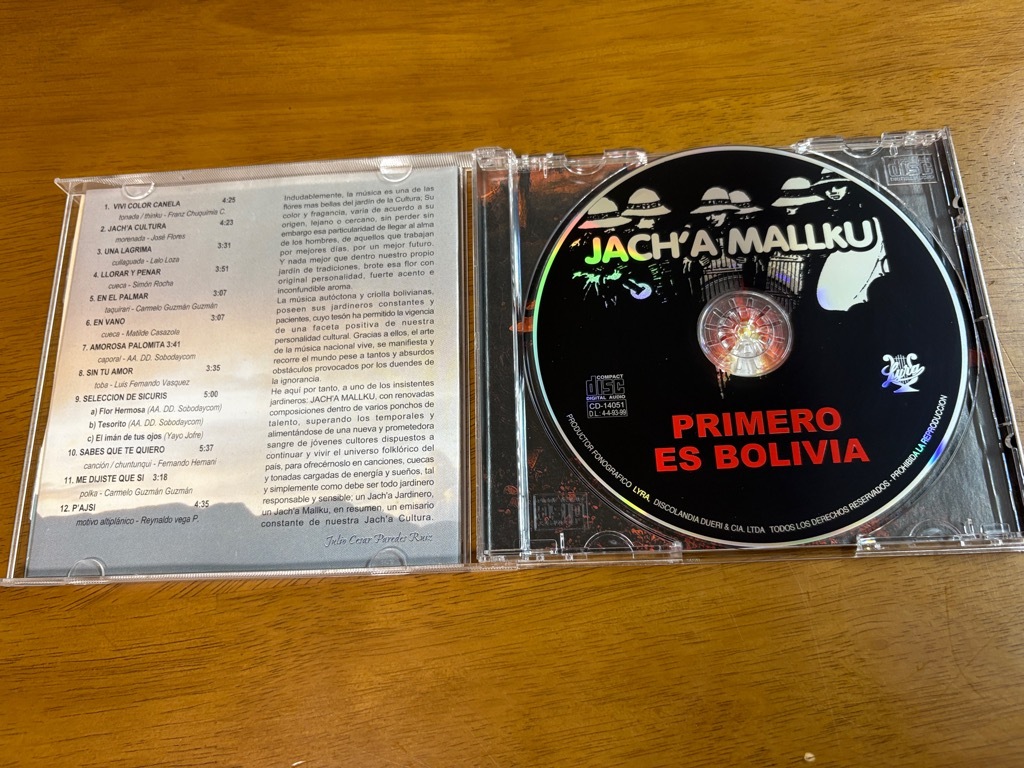 1. VIVI COLOR CANELA 4:25
tonada / thinku - Franz Chuquimis C.
2. JACH'A CULTURA 4:23
morenada - José Flores
3. UNA LAGRIMA 3:31
cullaguada - Lalo Loza
4. LLORAR Y PENAR 3:51
cueca - Simón Rocha
5. EN EL PALMAR 3:07
taquirari - Carmelo Guzmán Guzmán
6. EN VANO 3:07
cueca - Matilde Casazola
7. AMOROSA PALOMITA 3:41
caporal - AA. DD. Sobodaycom
8. SIN TU AMOR 3:35
toba - Luis Fernando Vasquez
9. SELECCION DE SICURIS 5:00
a) Flor Hermosa (AA. DD. Sobodaycom)
b) Tesorito (AA. DD. Sobodaycom)
c) El imán de tus ojos (Yayo Jofre)
10. SABES QUE TE QUIERO 5:37
canción / chuntunqui - Fernando Hernani
11. ME DIJISTE QUE SI 3:18
polka - Carmelo Guzmán Guzmán
12. P'AJSI 4:35
motivo altiplánico - Reynaldo vega P.
Indudablemente, la música es una de las
flores mas bellas del jardín de la Cultura; Su
color y fragancia, varia de acuerdo a su
origen, lejano o cercano, sin perder sin
embargo esa particularidad de llegar al alma
de los hombres, de aquellos que trabajan
por mejores días, por un mejor futuro.
Y nada mejor que dentro nuestro propio
jardín de tradiciones, brote esa flor con
original personalidad, fuerte acento e
inconfundible aroma.
La música autóctona y criolla bolivianas,
poseen sus jardineros constantes y
pacientes, cuyo tesón ha permitido la vigencia
de una faceta positiva de nuestra
personalidad cultural. Gracias a ellos, el arte
de la música nacional vive, se manifiesta y
recorre el mundo pese a tantos y absurdos
obstáculos provocados por los duendes de
la ignorancia.
He aquí por tanto, a uno de los insistentes
jardineros: JACH'A MALLKU, con renovadas
composiciones dentro de varios ponchos de
talento, superando los temporales y
alimentándose de una nueva y prometedora
sangre de jóvenes cultores dispuestos a
continuar y vivir el universo folklórico del
país, para ofrecérnoslo en canciones, cuecas
y tonadas cargadas de energía y sueños, tal
y simplemente como debe ser todo jardinero
responsable y sensible; un Jach'a Jardinero,
un Jach'a Mallku, en resumen, un emisario
constante de nuestra Jach'a Cultura.
Julio Cesar Paredes Ruiz
JACH'A MALLKU
COMPACT
disc
DIGITAL AUDIO
CD-14051
D L : 4-4-93-99
Lyra
PRIMERO
ES BOLIVIA
PRODUCTOR FONOGRAFICO LYRA. DISCOLANDIA DUERI & CIA. LTDA TODOS LOS DERECHOS RESERVADOS - PROHIBIDA LA REPRODUCCION
disc